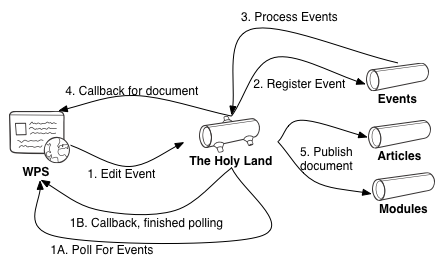 3. Process Events
4. Callback for document
2. Register Event
Events
WPS
1. Edit Event
The Holy Land
5. Publish
document
Articles
Modules
1B. Callback, finished polling
1A. Poll For Events